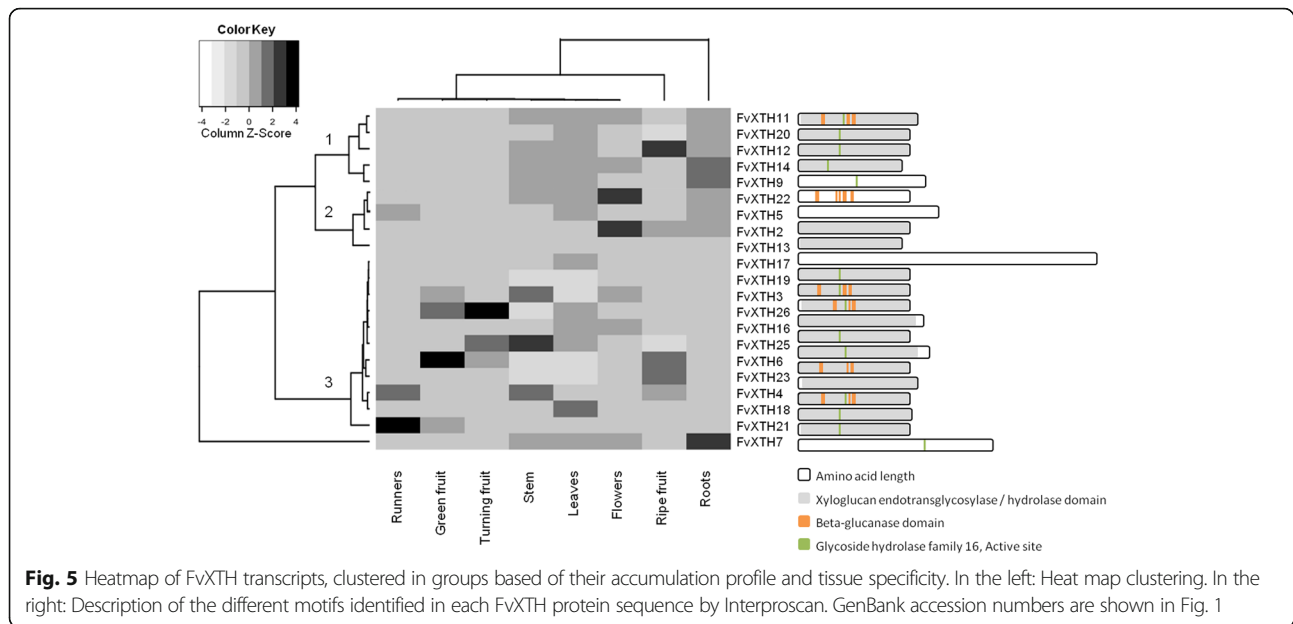 ColorKey
-4 -2 0 2 4
Column Z-Score
1
2
3
FvXTH11
FvXTH20
FvXTH12
FvXTH14
FvXTH9
FvXTH22
FvXTH5
FvXTH2
FvXTH13
FvXTH17
FvXTH19
FvXTH3
FvXTH26
FvXTH16
FvXTH25
FvXTH6
FvXTH23
FvXTH4
FvXTH18
FvXTH21
FvXTH7
Runners
Green fruit
Turning fruit
Stem
Leaves
Flowers
Ripe fruit
Roots
Amino acid length
Xyloglucan endotransglycosylase / hydrolase domain
Beta-glucanase domain
Glycoside hydrolase family 16, Active site
Fig. 5 Heatmap of FvXTH transcripts, clustered in groups based of their accumulation profile and tissue specificity. In the left: Heat map clustering. In the
right: Description of the different motifs identified in each FvXTH protein sequence by Interproscan. GenBank accession numbers are shown in Fig. 1